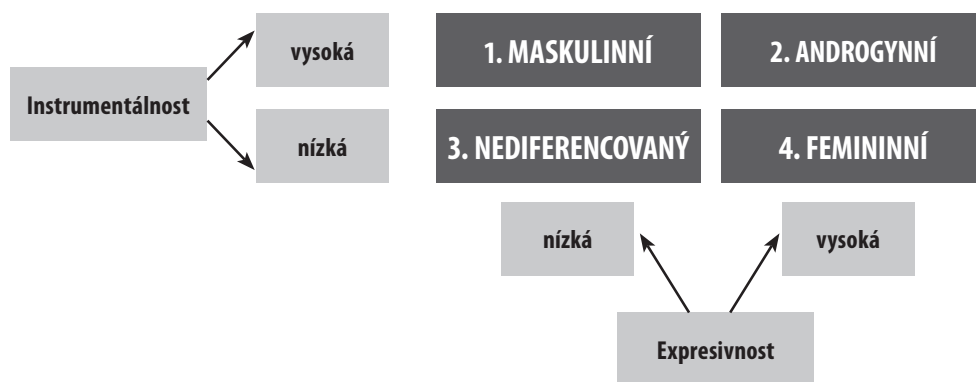 vysoká
1. MASKULINNÍ
2. ANDROGYNNÍ
Instrumentálnost
nízká
3. NEDIFERENCOVANÝ
4. FEMININNÍ
nízká
vysoká
Expresivnost